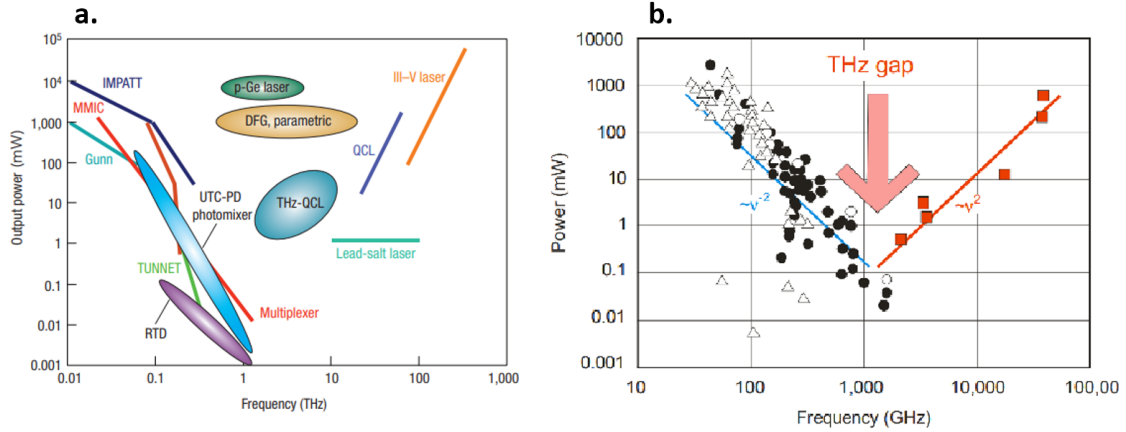 a.
10⁵
10⁴
1,000
100
10
1
0.1
0.01
0.001
Output power (mW)
IMPATT
MMIC
Gunn
p-Ge laser
DFG, parametric
III–V laser
QCL
UTC-PD
photomixer
THz-QCL
TUNNET
Lead-salt laser
RTD
Multiplexer
0.01
0.1
1
10
100
1,000
Frequency (THz)
b.
10000
1000
100
10
1
0.1
0.01
0.001
Power (mW)
THz gap
~ν⁻²
~ν²
10
100
1,000
10,000
100,00
Frequency (GHz)